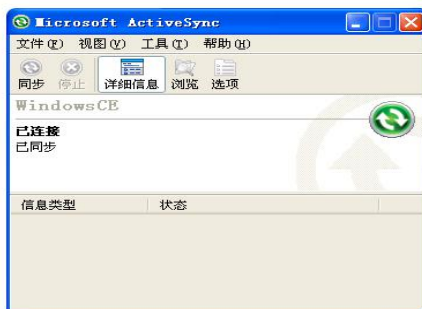 Microsoft ActiveSync
文件(F) 视图(V) 工具(T) 帮助(H)
同步 停止 详细信息 浏览 选项
WindowsCE
已连接
已同步
信息类型 状态